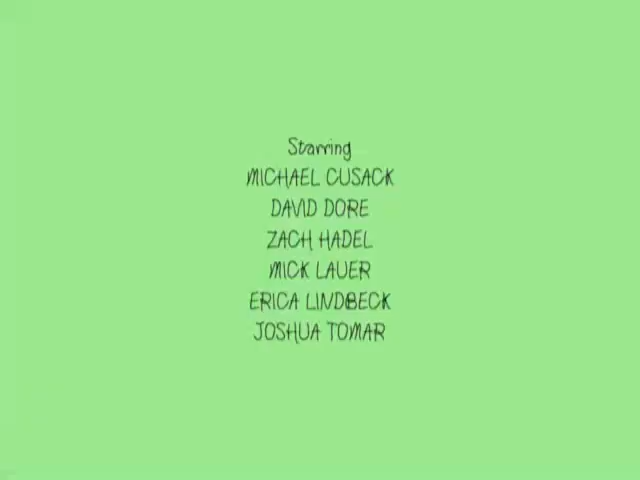 Starring
MICHAEL CUSACK
DAVID DORE
ZACH HADEL
MICK LAUER
ERICA LINDBECK
JOSHUA TOMAR